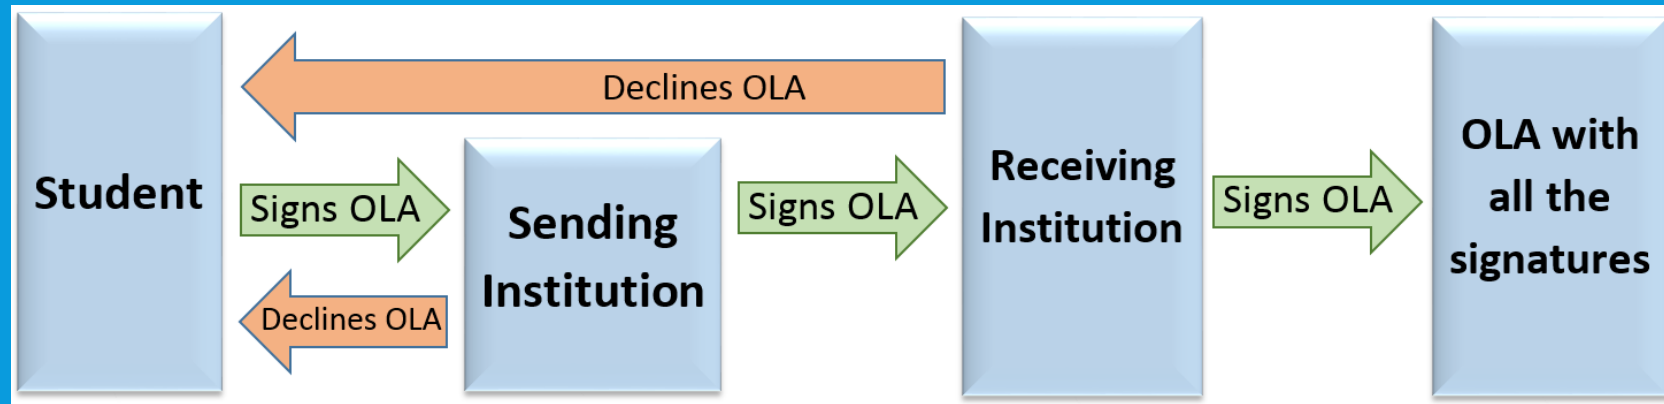 Student
Declines OLA
Signs OLA
Declines OLA
Sending
Institution
Signs OLA
Receiving
Institution
Signs OLA
OLA with
all the
signatures